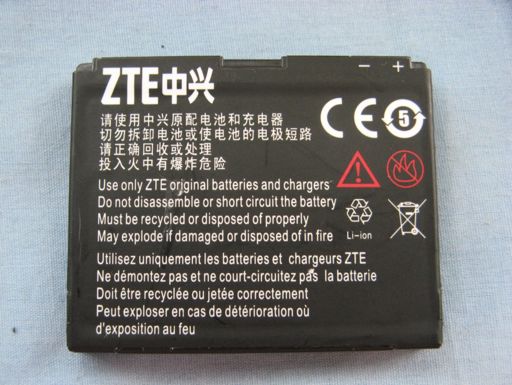 ZTE中兴
− +
请使用中兴原配电池和充电器
切勿拆卸电池或使电池的电极短路
请正确回收或处理
投入火中有爆炸危险
CE 5
Use only ZTE original batteries and chargers
Do not disassemble or short circuit the battery
Must be recycled or disposed of properly
May explode if damaged or disposed of in fire
Li-ion
Utilisez uniquement les batteries et chargeurs ZTE
Ne démontez pas et ne court-circuitez pas la batterie
Doit être recyclée ou jetée correctement
Peut exploser en cas de détérioration où
d'exposition au feu